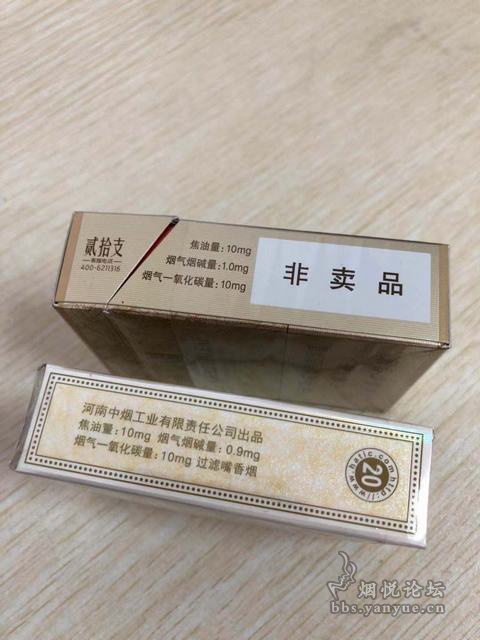 贰拾支
客服电话
400-6211316
焦油量:10mg
烟气烟碱量:1.0mg
烟气一氧化碳量:10mg
非卖品
河南中烟工业有限责任公司出品
焦油量:10mg 烟气烟碱量:0.9mg
烟气一氧化碳量:10mg 过滤嘴香烟
http://www.hatic.com
20
烟悦论坛
bbs.yanyue.cn